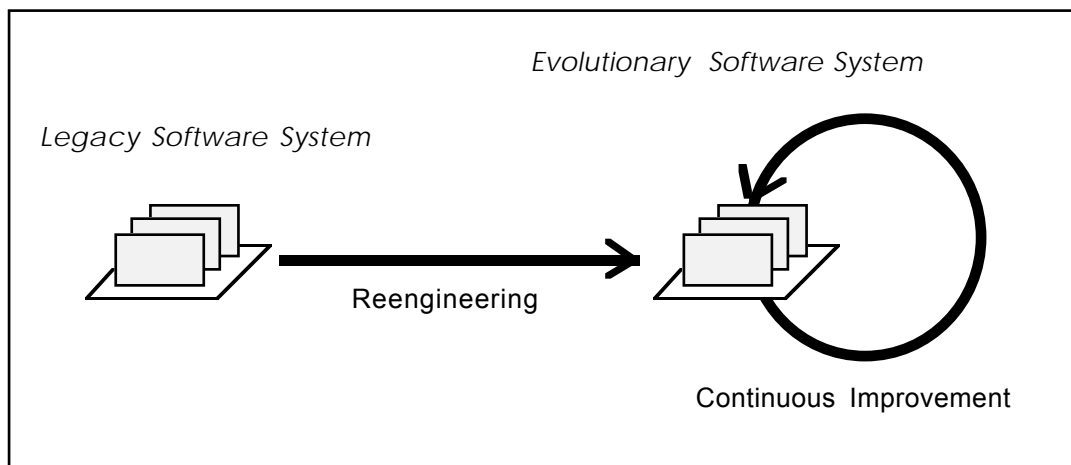 Evolutionary Software System
Legacy Software System
Reengineering
Continuous Improvement